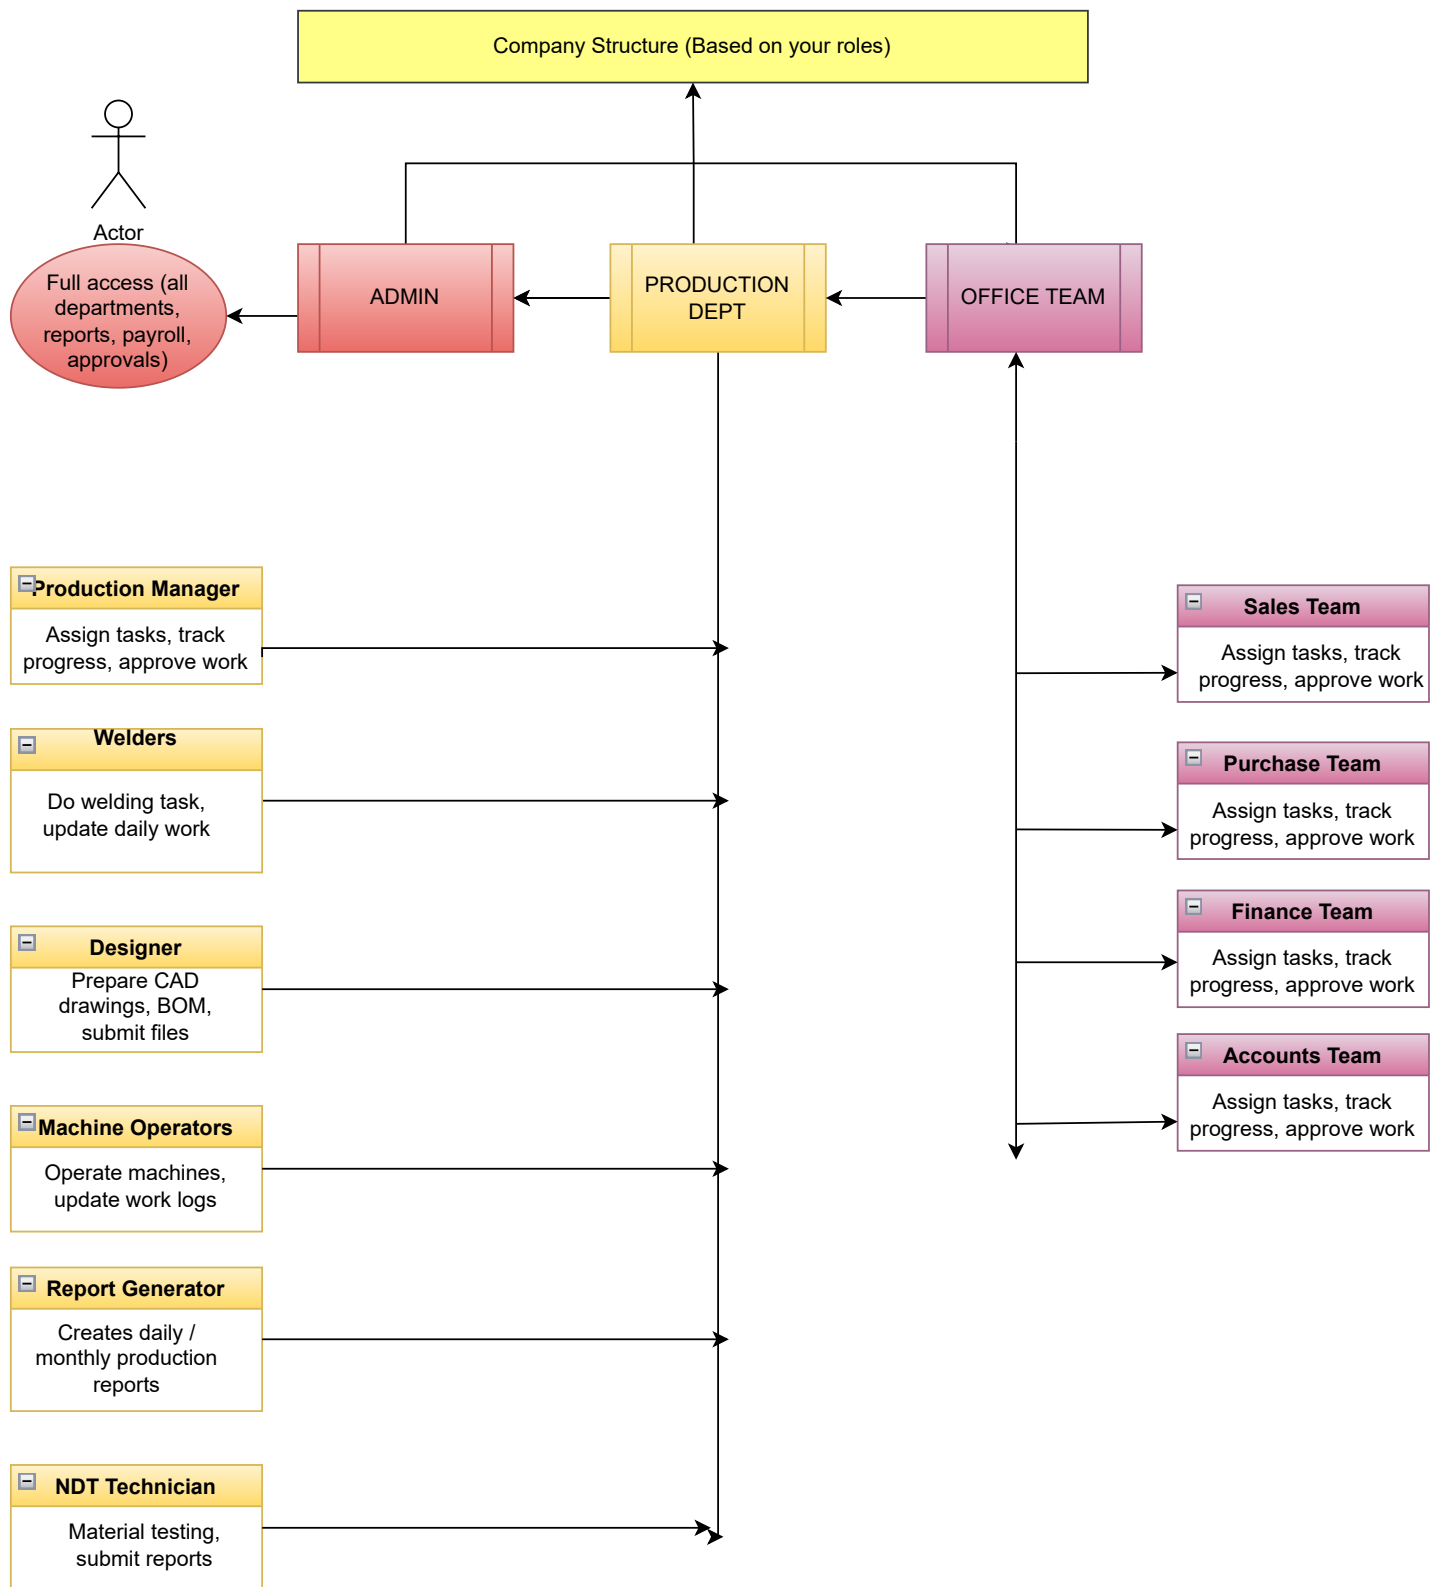 Company Structure (Based on your roles)
Actor
Full access (all
departments,
reports, payroll,
approvals)
ADMIN
PRODUCTION
DEPT
OFFICE TEAM
Production Manager
Assign tasks, track
progress, approve work
Welders
Do welding task,
update daily work
Designer
Prepare CAD
drawings, BOM,
submit files
Machine Operators
Operate machines,
update work logs
Report Generator
Creates daily /
monthly production
reports
NDT Technician
Material testing,
submit reports
Sales Team
Assign tasks, track
progress, approve work
Purchase Team
Assign tasks, track
progress, approve work
Finance Team
Assign tasks, track
progress, approve work
Accounts Team
Assign tasks, track
progress, approve work